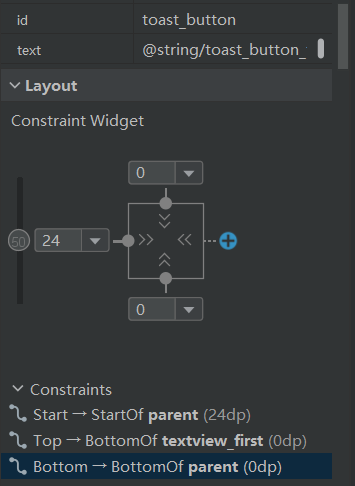 id toast_button
text @string/toast_button_
Layout
Constraint Widget
0
50
24
0
Constraints
Start → StartOf parent (24dp)
Top → BottomOf textview_first (0dp)
Bottom → BottomOf parent (0dp)